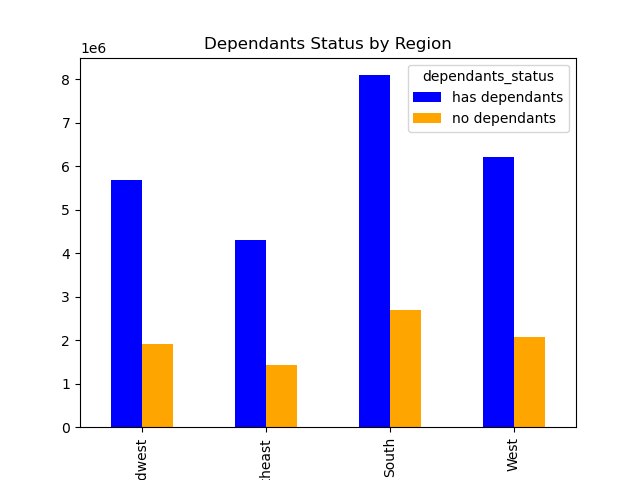 Dependants Status by Region
1e6
dependants_status
has dependants
no dependants
8
7
6
5
4
3
2
1
0
dwest
theast
South
West